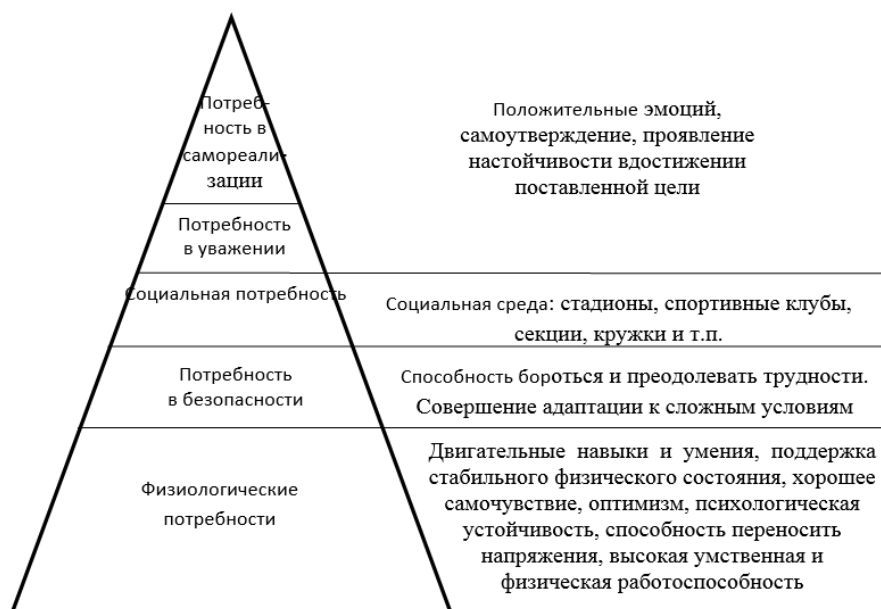 Потреб-
ность в
самореали-
зации
Положительные эмоций,
самоутверждение, проявление
настойчивости вдостижении
поставленной цели
Потребность
в уважении
Социальная потребность
Социальная среда: стадионы, спортивные клубы,
секции, кружки и т.п.
Потребность
в безопасности
Способность бороться и преодолевать трудности.
Совершение адаптации к сложным условиям
Физиологические
потребности
Двигательные навыки и умения, поддержка
стабильного физического состояния, хорошее
самочувствие, оптимизм, психологическая
устойчивость, способность переносить
напряжения, высокая умственная и
физическая работоспособность